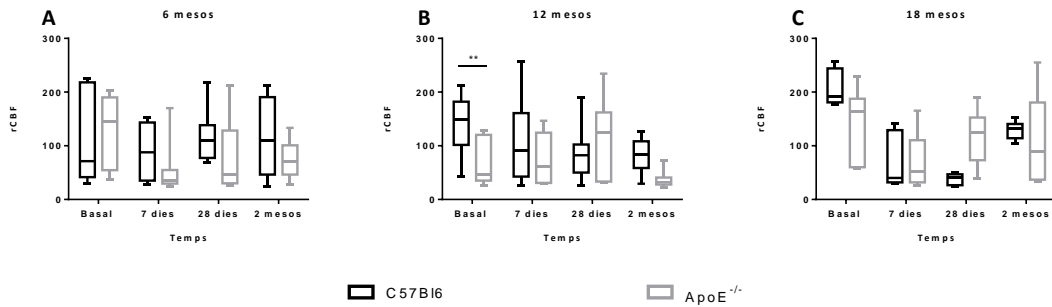 A
6 mesos
300
200
100
0
rCBF
Basal
7 dies
28 dies
2 mesos
Temps
B
12 mesos
**
300
200
100
0
rCBF
Basal
7 dies
28 dies
2 mesos
Temps
C
18 mesos
300
200
100
0
rCBF
Basal
7 dies
28 dies
2 mesos
Temps
C57Bl6
ApoE-/-